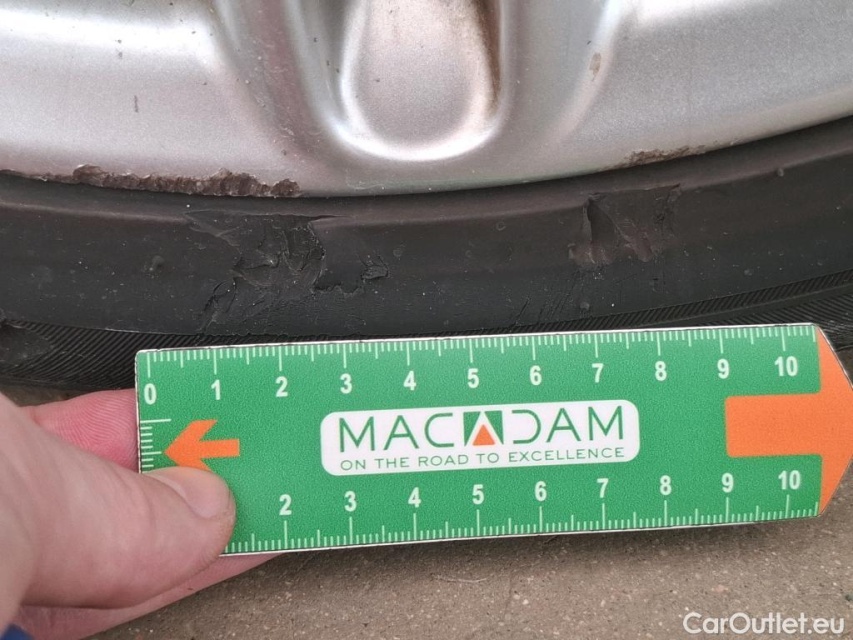 0 1 2 3 4 5 6 7 8 9 10
MACADAM
ON THE ROAD TO EXCELLENCE
2 3 4 5 6 7 8 9 10
CarOutlet.eu